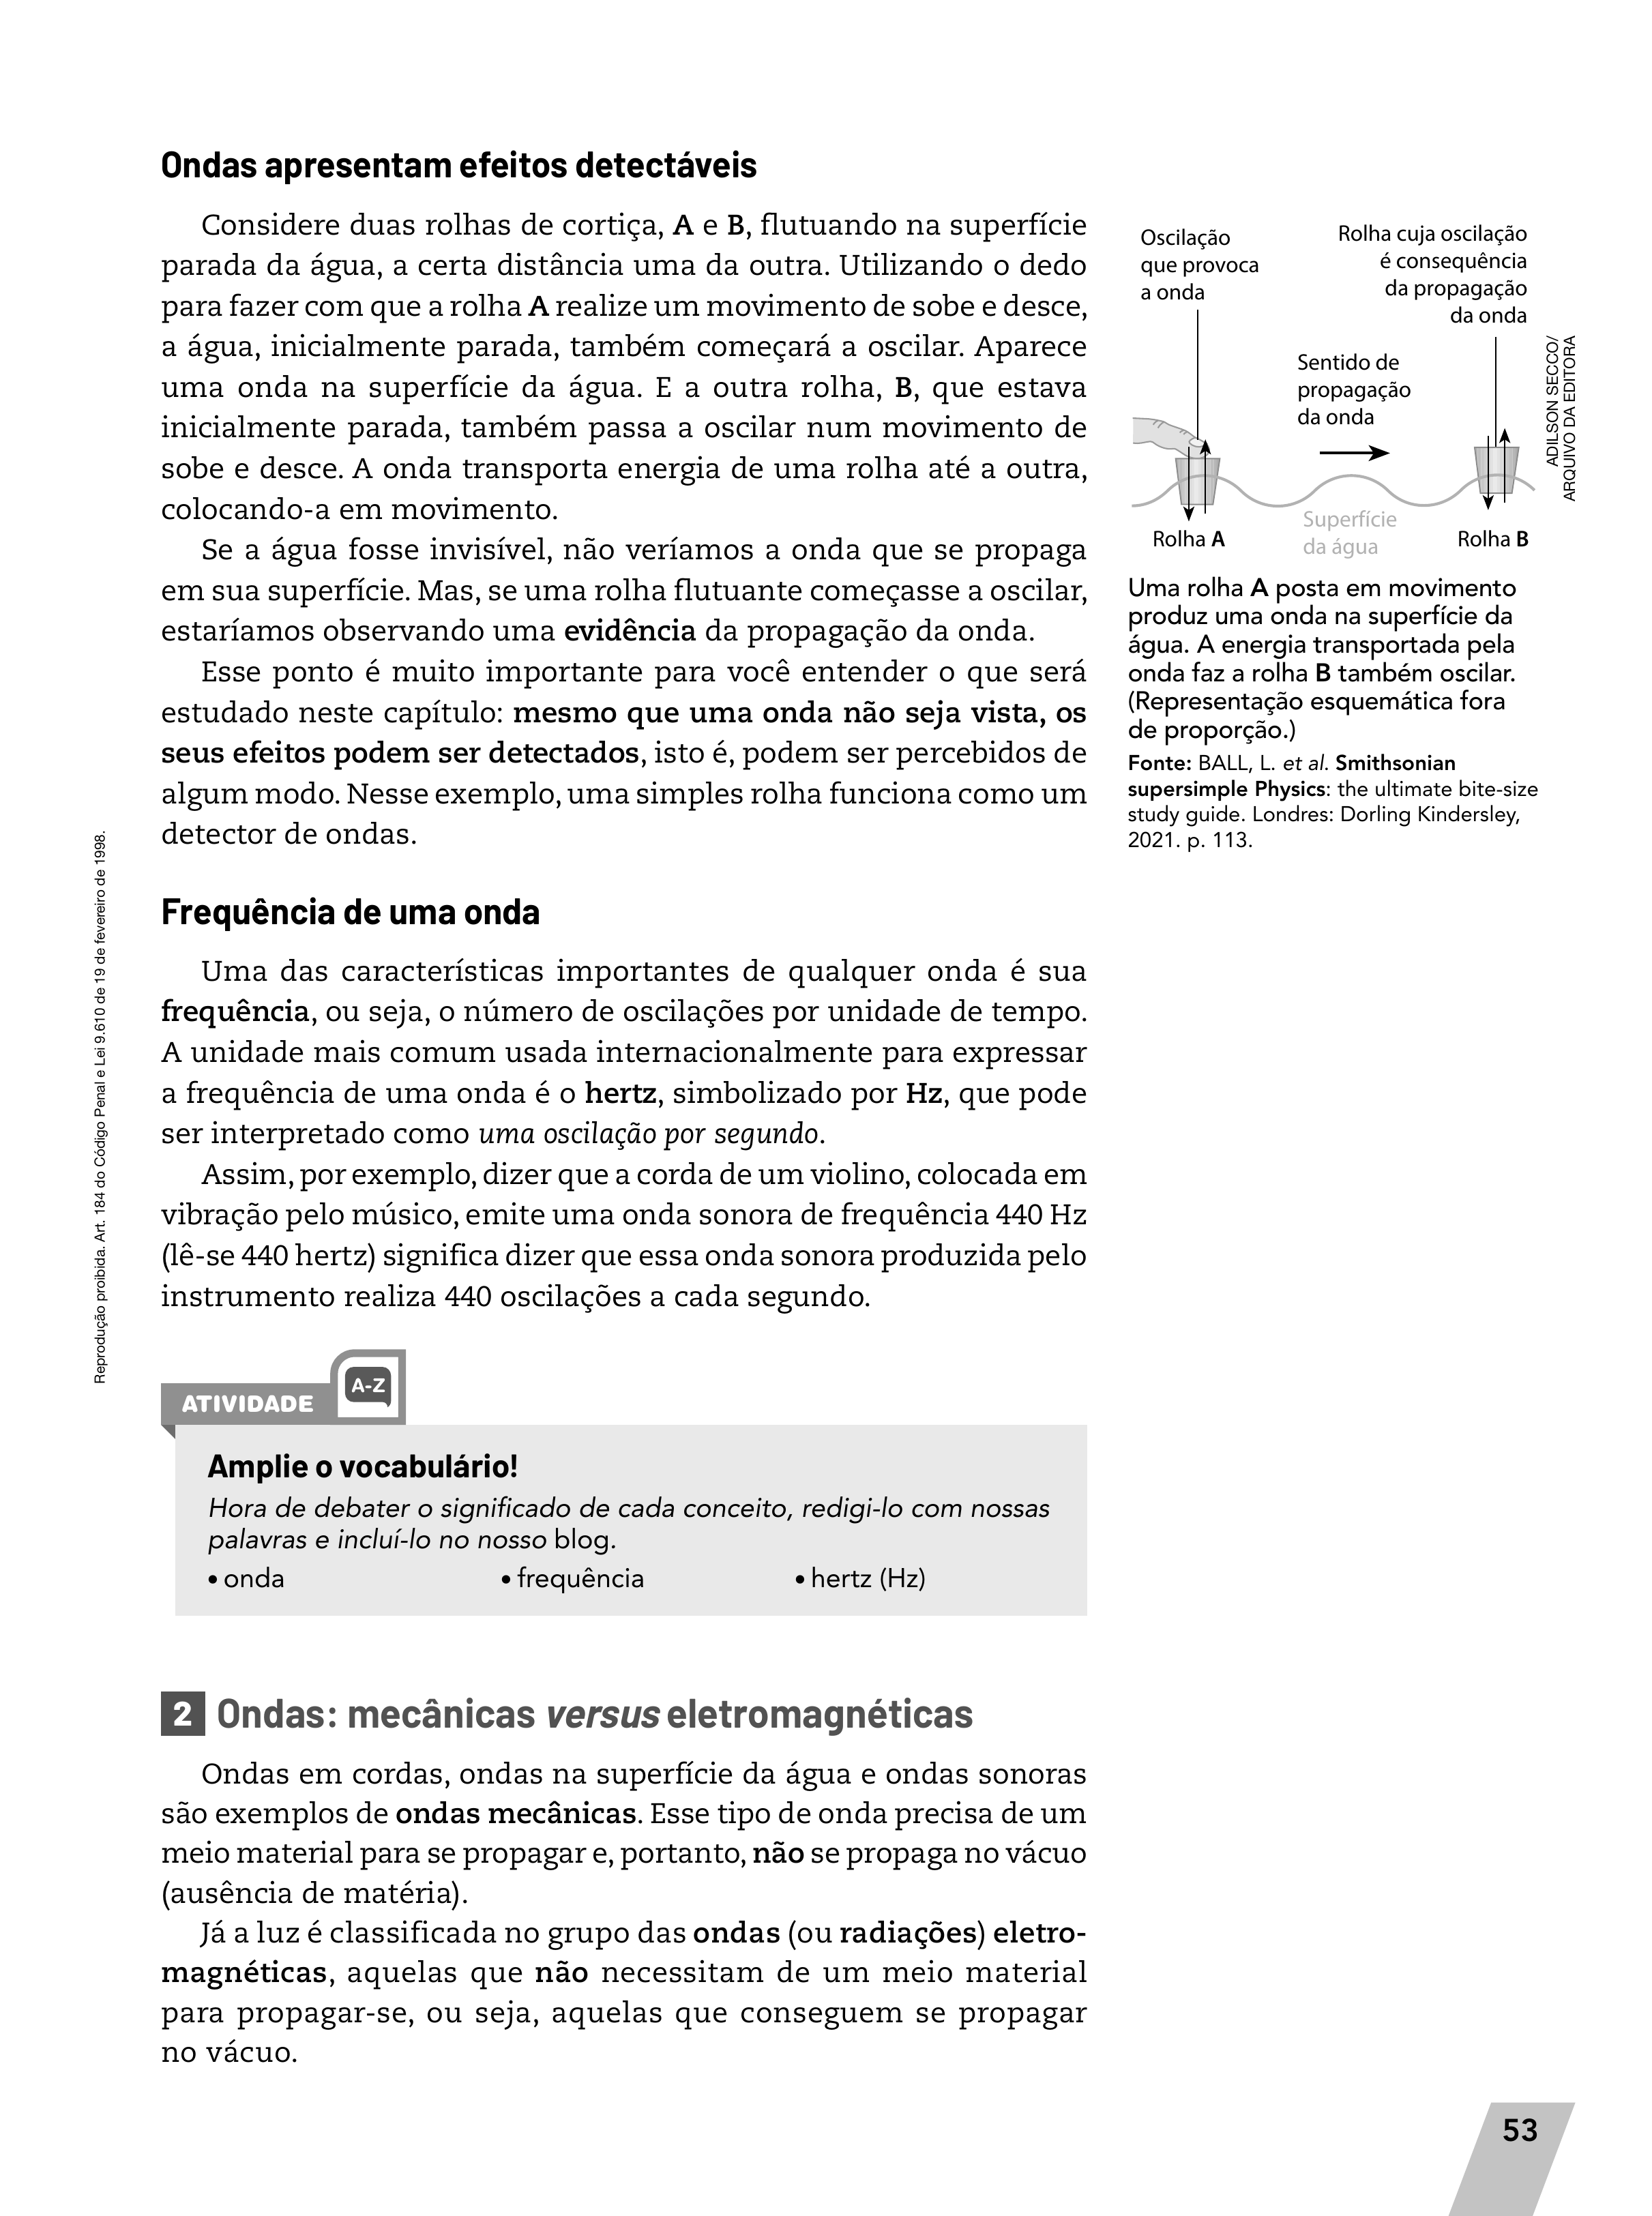 Ondas apresentam efeitos detectáveis
Considere duas rolhas de cortiça, A e B, flutuando na superfície
parada da água, a certa distância uma da outra. Utilizando o dedo
para fazer com que a rolha A realize um movimento de sobe e desce,
a água, inicialmente parada, também começará a oscilar. Aparece
uma onda na superfície da água. E a outra rolha, B, que estava
inicialmente parada, também passa a oscilar num movimento de
sobe e desce. A onda transporta energia de uma rolha até a outra,
colocando-a em movimento.
Se a água fosse invisível, não veríamos a onda que se propaga
em sua superfície. Mas, se uma rolha flutuante começasse a oscilar,
estaríamos observando uma evidência da propagação da onda.
Esse ponto é muito importante para você entender o que será
estudado neste capítulo: mesmo que uma onda não seja vista, os
seus efeitos podem ser detectados, isto é, podem ser percebidos de
algum modo. Nesse exemplo, uma simples rolha funciona como um
detector de ondas.
Oscilação
que provoca
a onda
Rolha cuja oscilação
é consequência
da propagação
da onda
Sentido de
propagação
da onda
Superfície
da água
Rolha A
Rolha B
ADILSON SECCO/
ARQUIVO DA EDITORA
Uma rolha A posta em movimento
produz uma onda na superfície da
água. A energia transportada pela
onda faz a rolha B também oscilar.
(Representação esquemática fora
de proporção.)
Fonte: BALL, L. et al. Smithsonian
supersimple Physics: the ultimate bite-size
study guide. Londres: Dorling Kindersley,
2021. p. 113.
Frequência de uma onda
Uma das características importantes de qualquer onda é sua
frequência, ou seja, o número de oscilações por unidade de tempo.
A unidade mais comum usada internacionalmente para expressar
a frequência de uma onda é o hertz, simbolizado por Hz, que pode
ser interpretado como uma oscilação por segundo.
Assim, por exemplo, dizer que a corda de um violino, colocada em
vibração pelo músico, emite uma onda sonora de frequência 440 Hz
(lê-se 440 hertz) significa dizer que essa onda sonora produzida pelo
instrumento realiza 440 oscilações a cada segundo.
ATIVIDADE
A-Z
Amplie o vocabulário!
Hora de debater o significado de cada conceito, redigi-lo com nossas
palavras e incluí-lo no nosso blog.
• onda • frequência • hertz (Hz)
2 Ondas: mecânicas versus eletromagnéticas
Ondas em cordas, ondas na superfície da água e ondas sonoras
são exemplos de ondas mecânicas. Esse tipo de onda precisa de um
meio material para se propagar e, portanto, não se propaga no vácuo
(ausência de matéria).
Já a luz é classificada no grupo das ondas (ou radiações) eletro-
magnéticas, aquelas que não necessitam de um meio material
para propagar-se, ou seja, aquelas que conseguem se propagar
no vácuo.
Reprodução proibida. Art. 184 do Código Penal e Lei 9.610 de 19 de fevereiro de 1998.
53